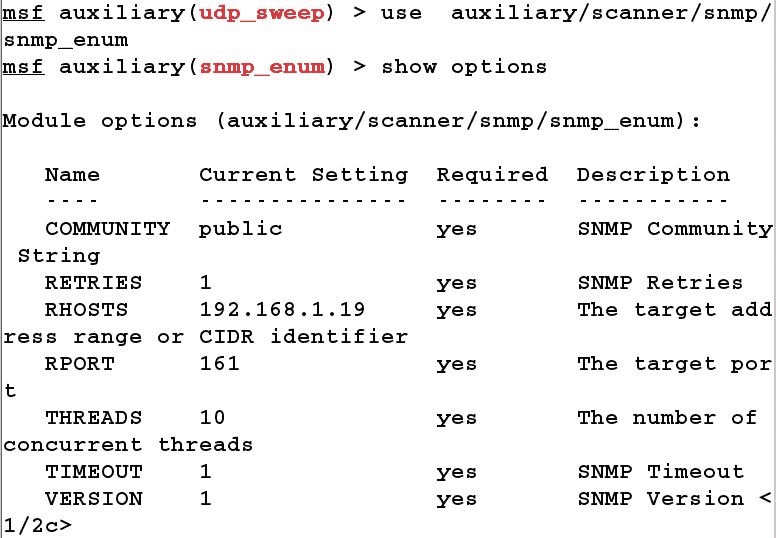 msf auxiliary(udp_sweep) > use  auxiliary/scanner/snmp/
snmp_enum
msf auxiliary(snmp_enum) > show options

Module options (auxiliary/scanner/snmp/snmp_enum):

   Name       Current Setting  Required  Description
   ----       ---------------  --------  -----------
   COMMUNITY  public           yes       SNMP Community
 String
   RETRIES    1                yes       SNMP Retries
   RHOSTS     192.168.1.19     yes       The target add
ress range or CIDR identifier
   RPORT      161              yes       The target por
t
   THREADS    10               yes       The number of
concurrent threads
   TIMEOUT    1                yes       SNMP Timeout
   VERSION    1                yes       SNMP Version <
1/2c>